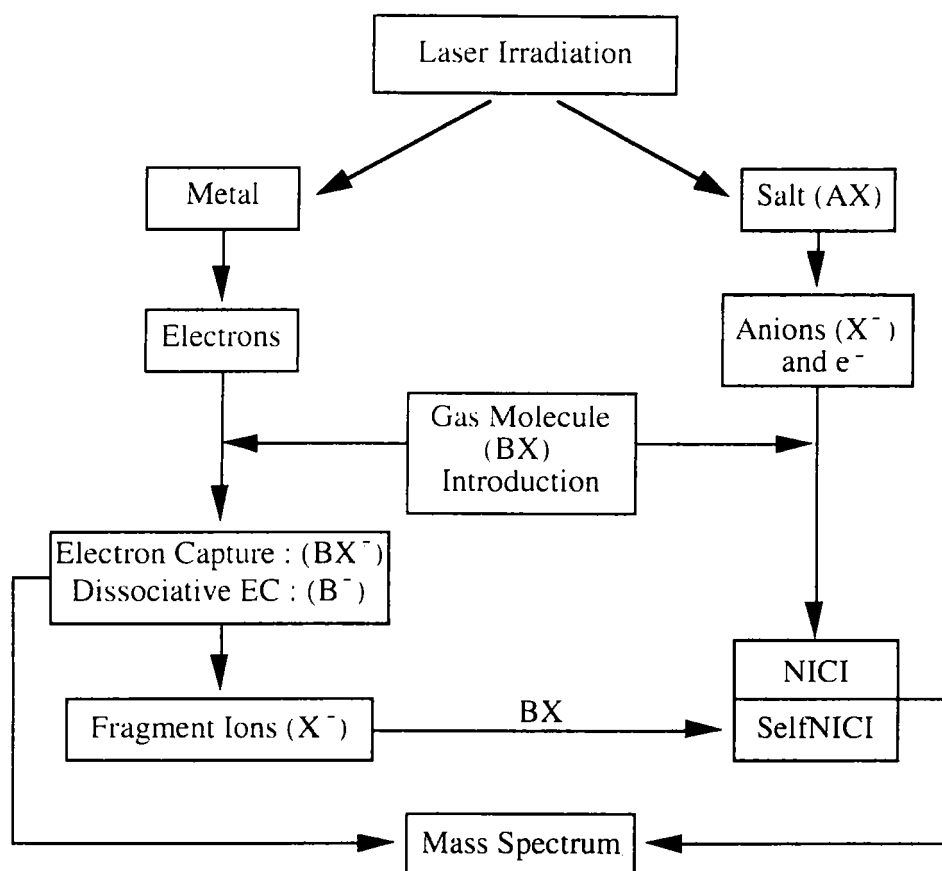 Laser Irradiation
Metal
Salt (AX)
Electrons
Anions (X⁻)
and e⁻
Gas Molecule
(BX)
Introduction
Electron Capture : (BX⁻)
Dissociative EC : (B⁻)
NICI
Fragment Ions (X⁻)
BX
SelfNICI
Mass Spectrum